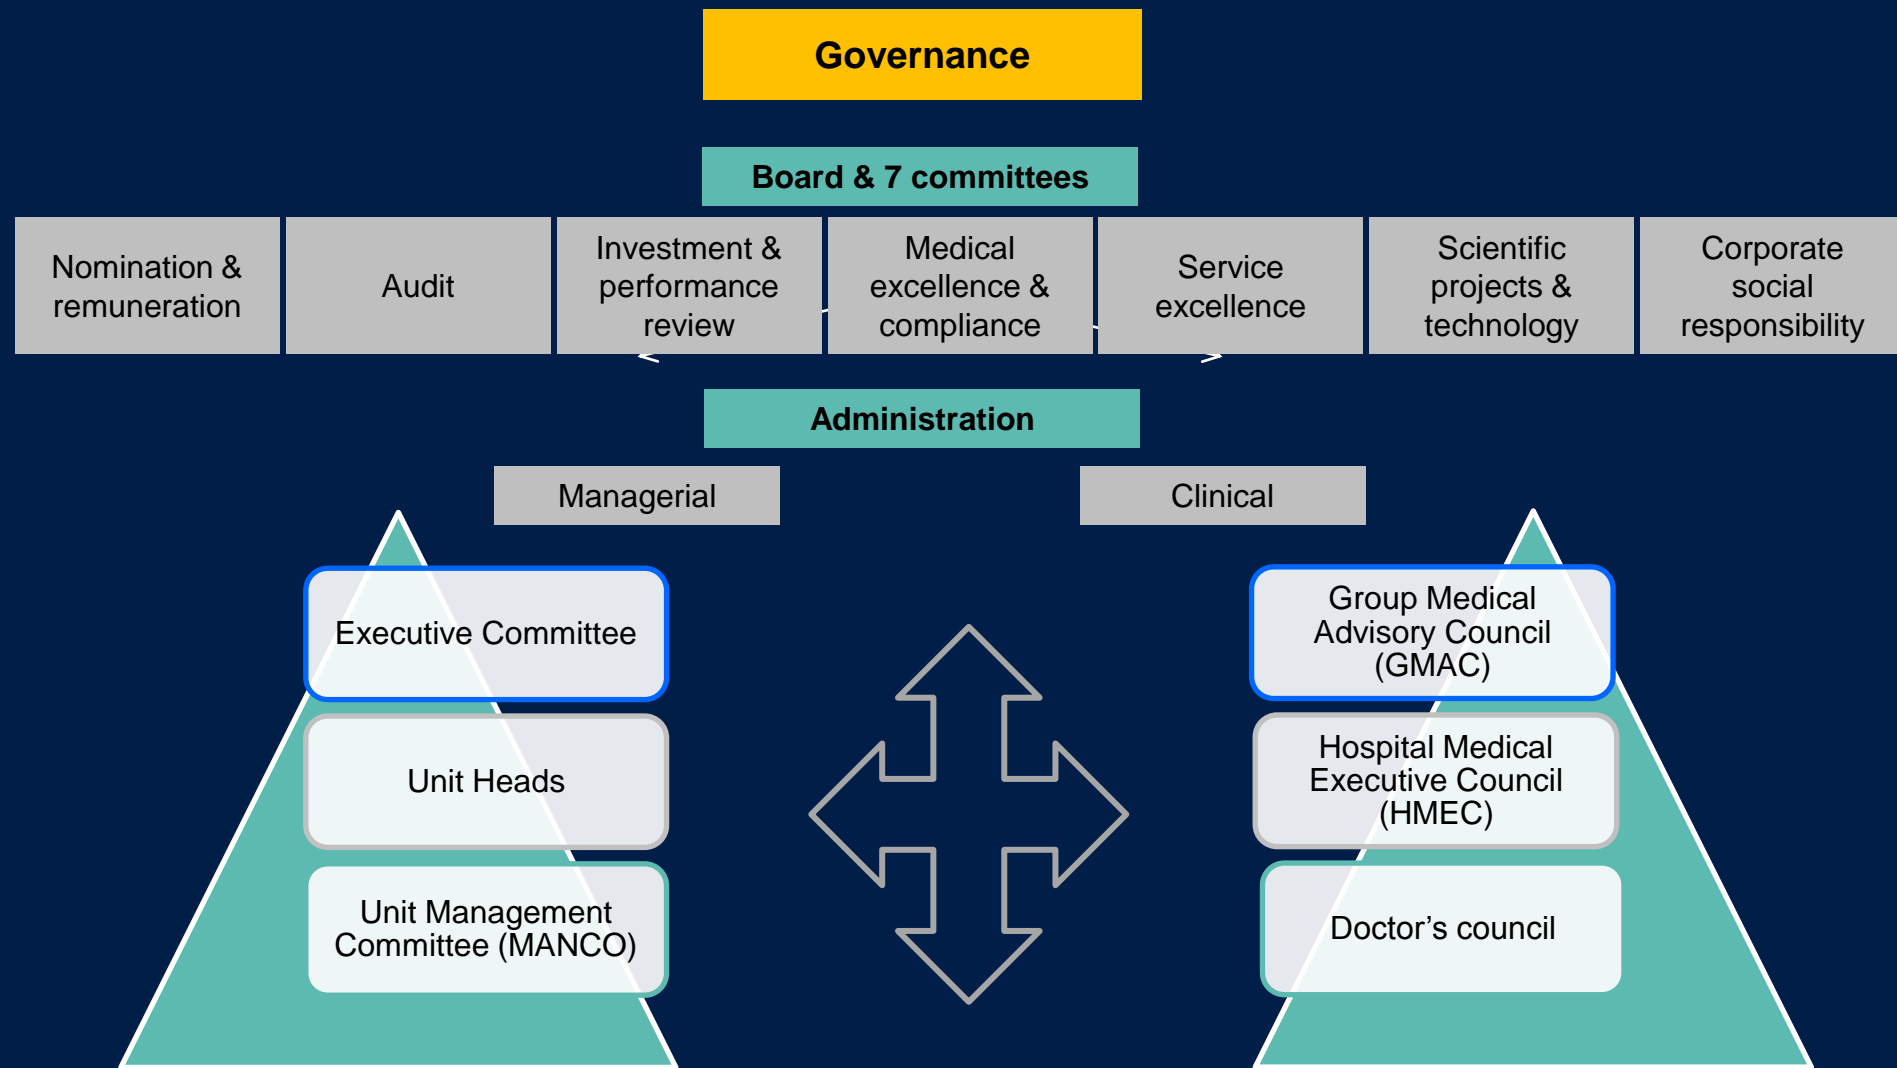 Governance
Board & 7 committees
Nomination &
remuneration
Audit
Investment &
performance
review
Medical
excellence &
compliance
Service
excellence
Scientific
projects &
technology
Corporate
social
responsibility
Administration
Managerial
Clinical
Executive Committee
Unit Heads
Unit Management
Committee (MANCO)
Group Medical
Advisory Council
(GMAC)
Hospital Medical
Executive Council
(HMEC)
Doctor’s council